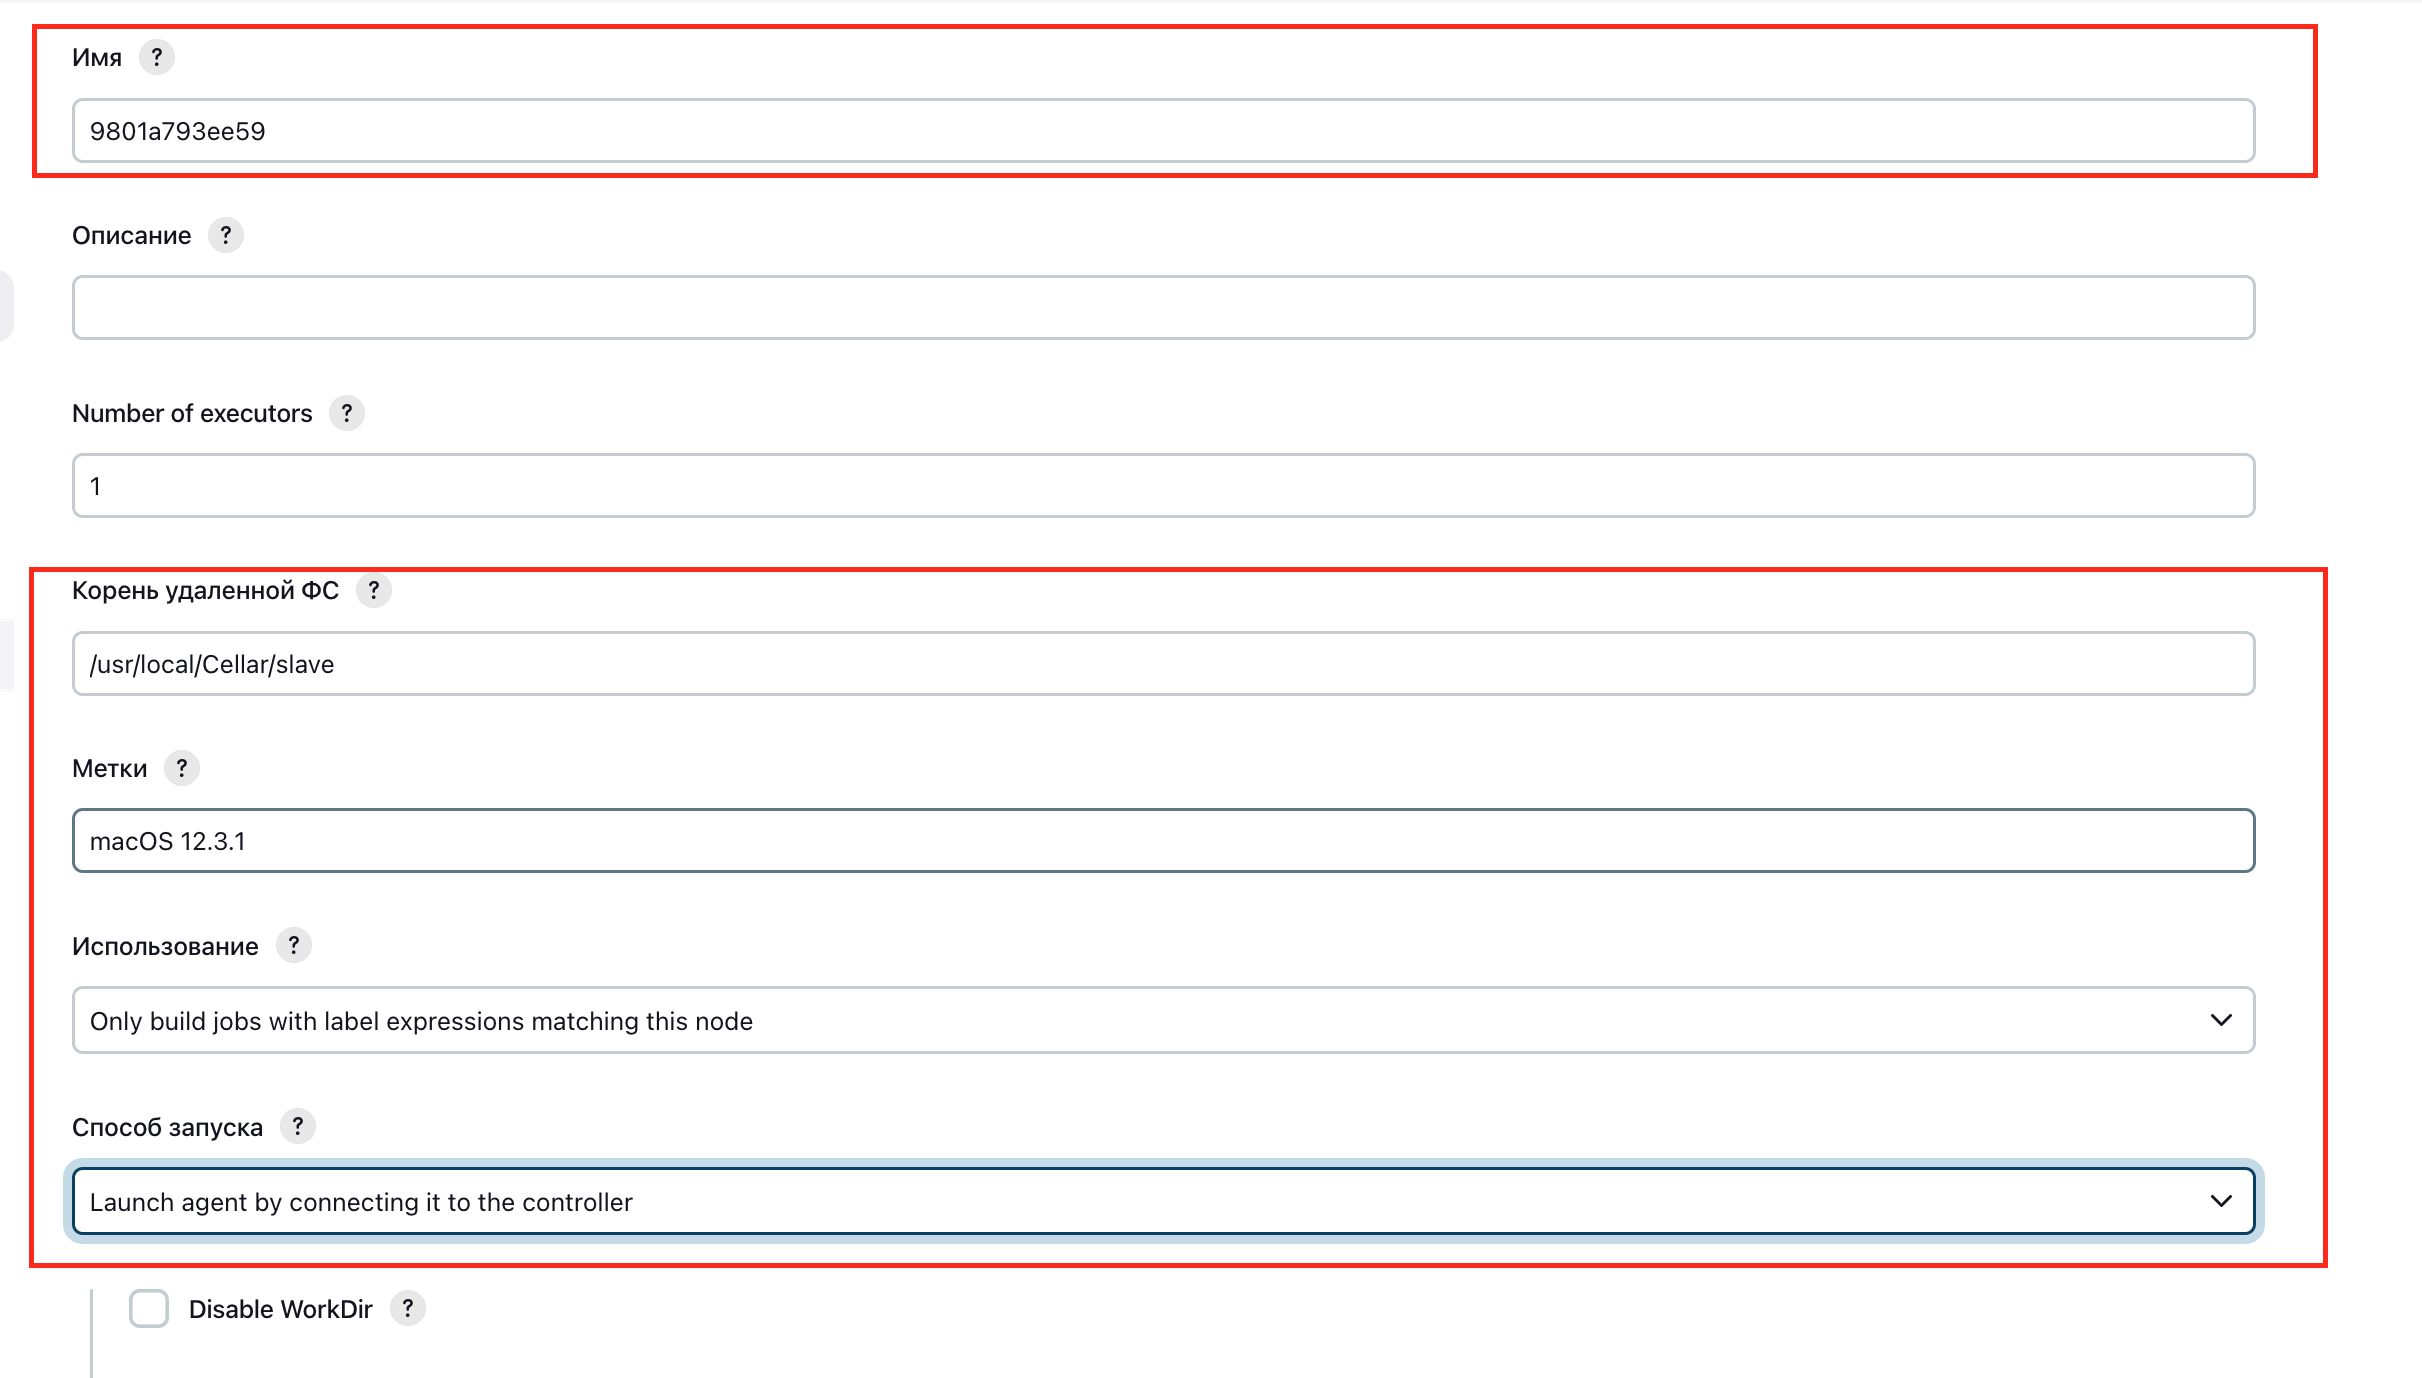 Имя ?
9801a793ee59
Описание ?
Number of executors ?
1
Корень удаленной ФС ?
/usr/local/Cellar/slave
Метки ?
macOS 12.3.1
Использование ?
Only build jobs with label expressions matching this node
Способ запуска ?
Launch agent by connecting it to the controller
Disable WorkDir ?